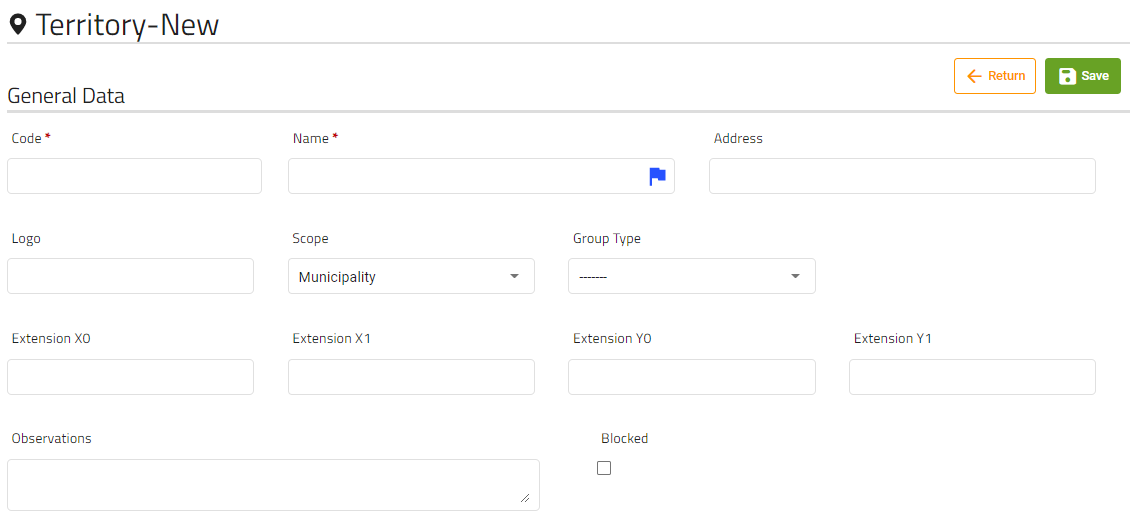 Territory-New
Return
Save
General Data
Code *
Name *
Address
Logo
Scope
Group Type
Municipality
-------
Extension X0
Extension X1
Extension Y0
Extension Y1
Observations
Blocked